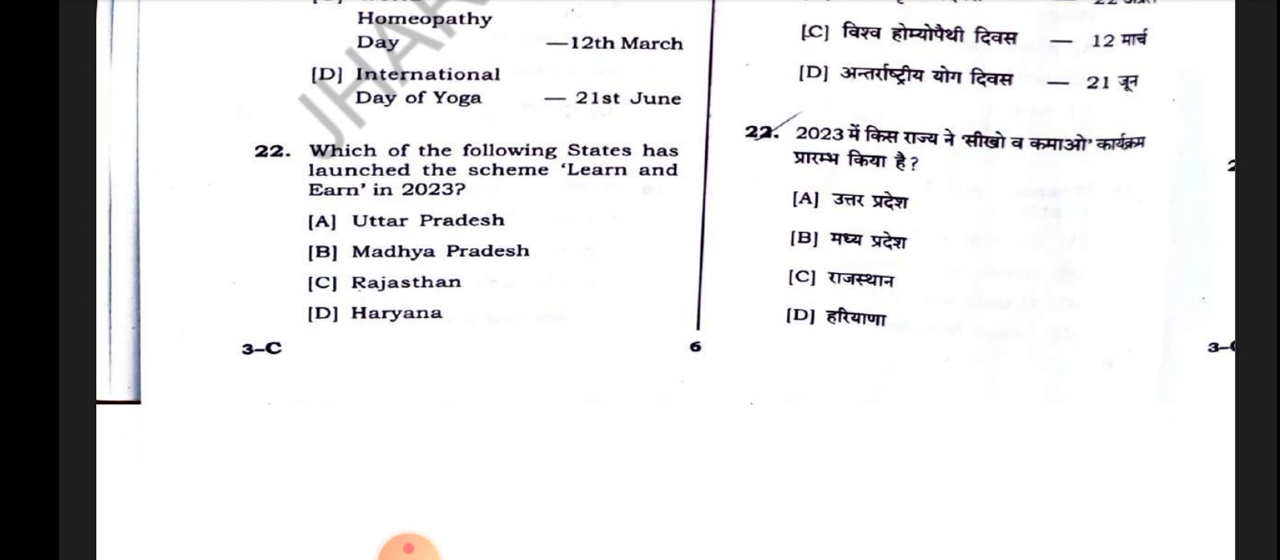 Homeopathy
Day —12th March
[D] International
Day of Yoga — 21st June
22. Which of the following States has
launched the scheme ‘Learn and
Earn’ in 2023?
[A] Uttar Pradesh
[B] Madhya Pradesh
[C] Rajasthan
[D] Haryana
3–C
6
[C] विश्व होम्योपैथी दिवस — 12 मार्च
[D] अन्तर्राष्ट्रीय योग दिवस — 21 जून
22. 2023 में किस राज्य ने ‘सीखो व कमाओ’ कार्यक्रम
प्रारम्भ किया है?
[A] उत्तर प्रदेश
[B] मध्य प्रदेश
[C] राजस्थान
[D] हरियाणा
JHAR